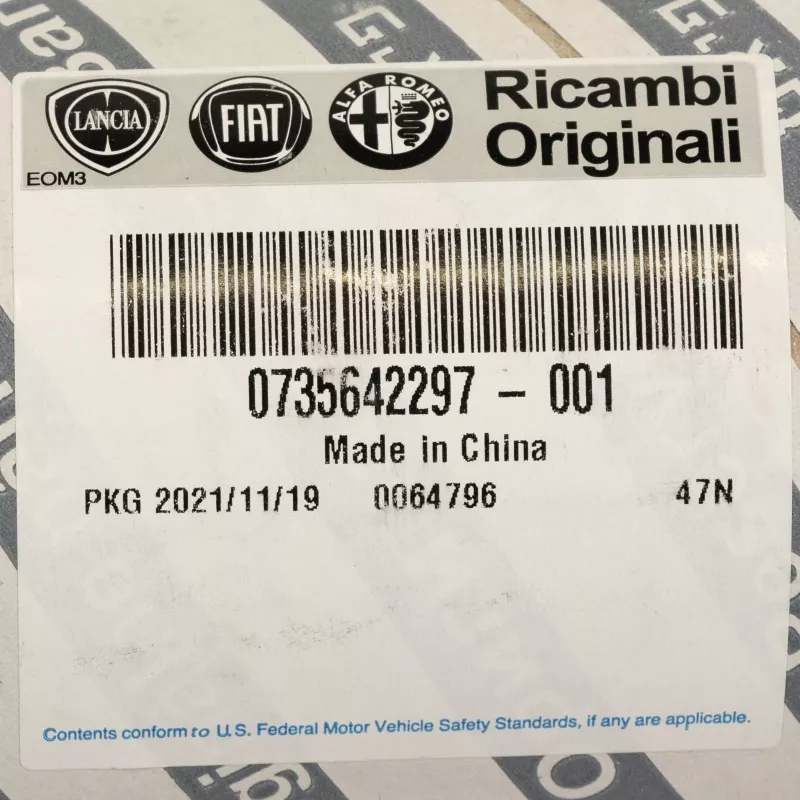 LANCIA
FIAT
ALFA ROMEO
Ricambi
Originali
EOM3
0735642297 - 001
Made in China
PKG 2021/11/19 0064796 47N
Contents conform to U.S. Federal Motor Vehicle Safety Standards, if any are applicable.